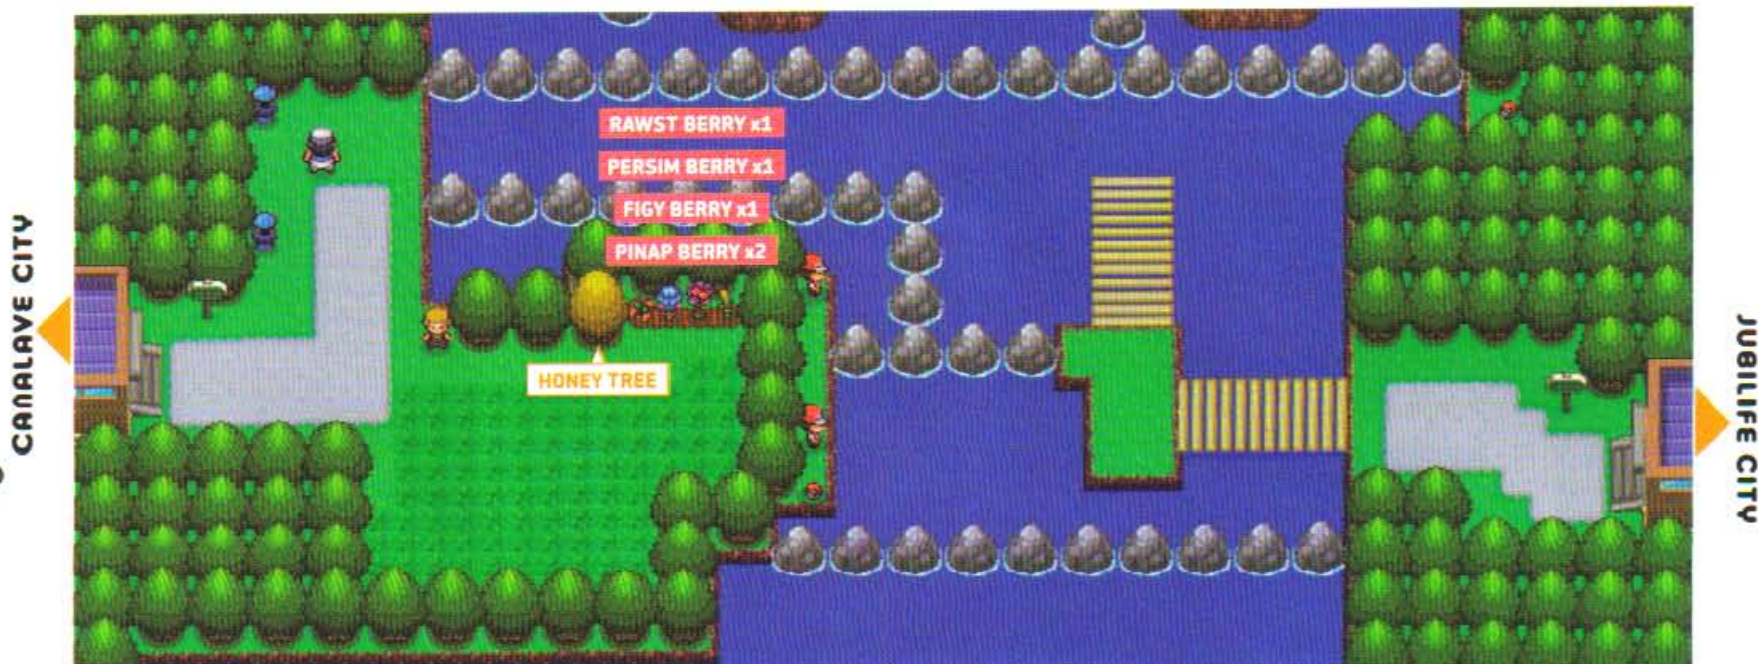 RAWST BERRY x1
PERSIM BERRY x1
FIGY BERRY x1
PINAP BERRY x2
HONEY TREE
CANALAVE CITY
JUBILIFE CITY